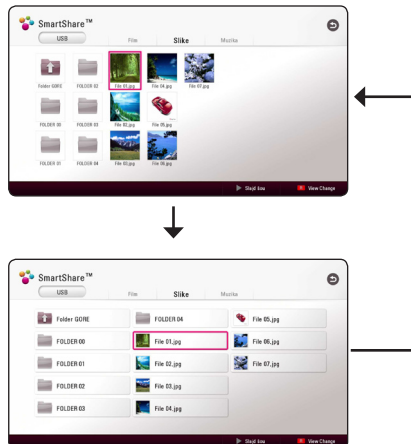 SmartShare™
USB
Film Slike Muzika
Folder GORE FOLDER 02 File 01.jpg File 04.jpg File 07.jpg
FOLDER 00 FOLDER 03 File 02.jpg File 05.jpg
FOLDER 01 FOLDER 04 File 03.jpg File 06.jpg
Slajd šou View Change
SmartShare™
USB
Film Slike Muzika
Folder GORE FOLDER 04 File 05.jpg
FOLDER 00 File 01.jpg File 06.jpg
FOLDER 01 File 02.jpg File 07.jpg
FOLDER 02 File 03.jpg
FOLDER 03 File 04.jpg
Slajd šou View Change